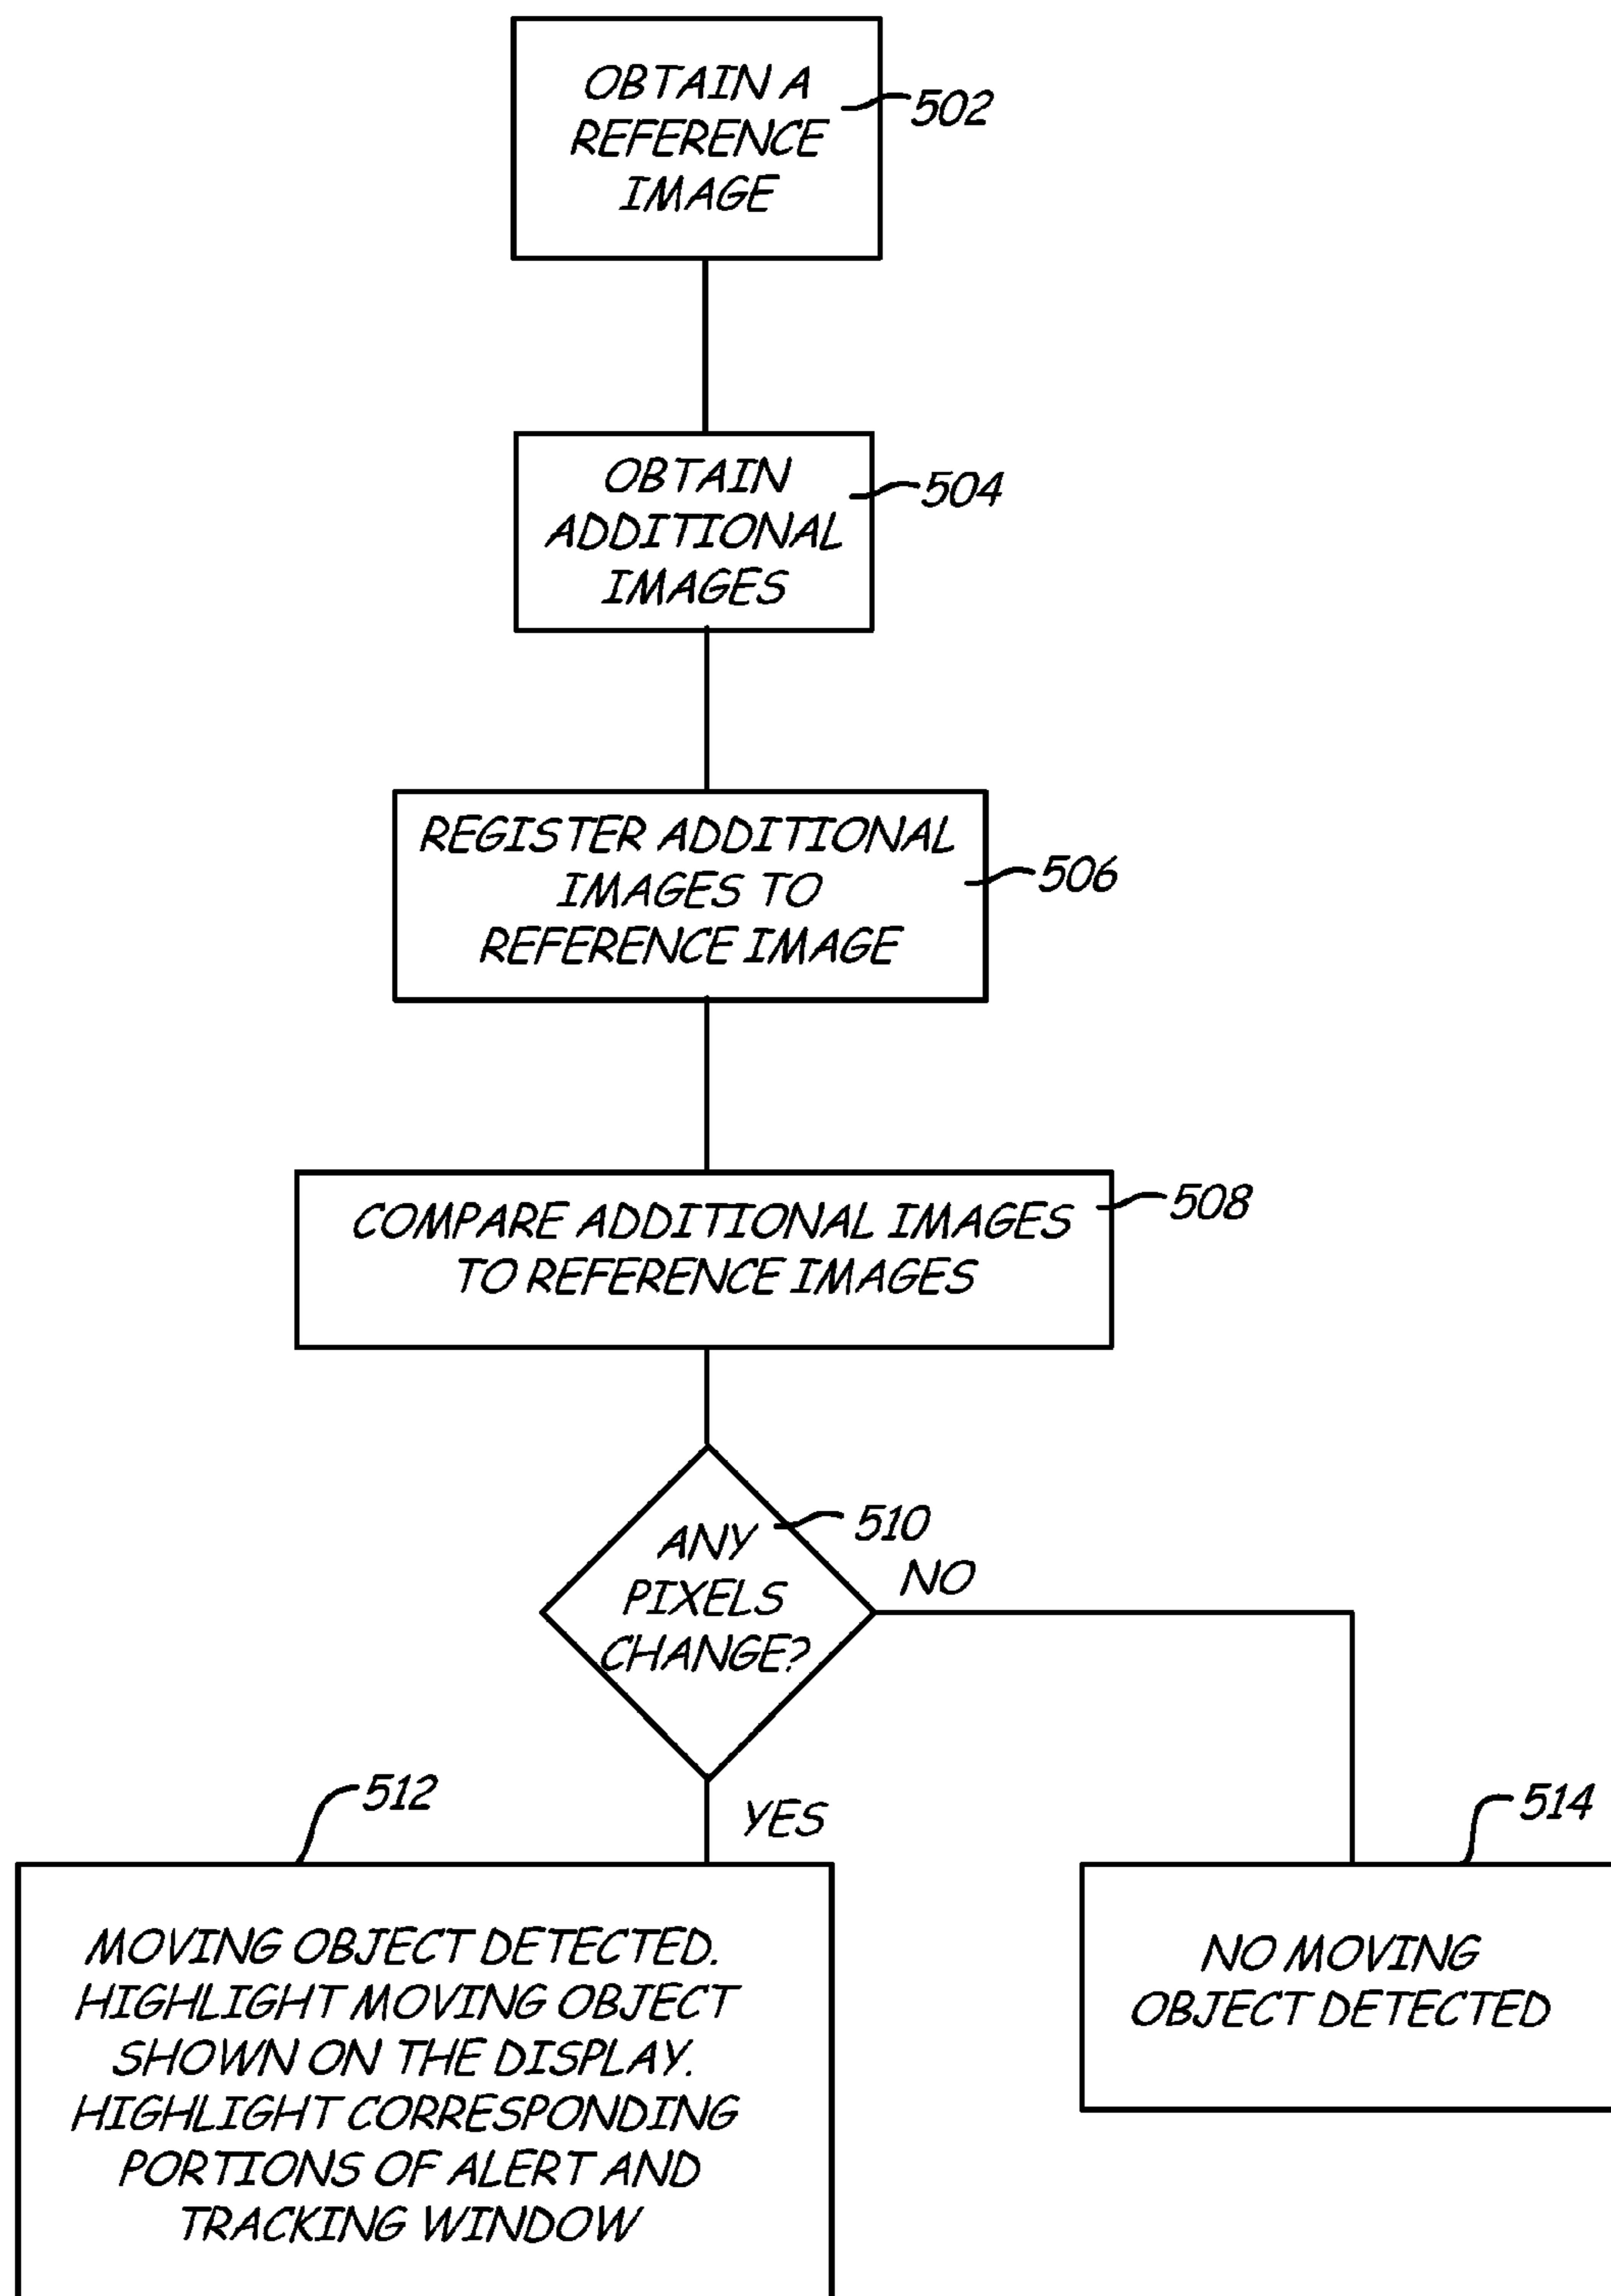 OBTAIN A
REFERENCE
IMAGE
502
OBTAIN
ADDITIONAL
IMAGES
504
REGISTER ADDITIONAL
IMAGES TO
REFERENCE IMAGE
506
COMPARE ADDITIONAL IMAGES
TO REFERENCE IMAGES
508
ANY
PIXELS
CHANGE?
510
NO
YES
512
MOVING OBJECT DETECTED.
HIGHLIGHT MOVING OBJECT
SHOWN ON THE DISPLAY.
HIGHLIGHT CORRESPONDING
PORTIONS OF ALERT AND
TRACKING WINDOW
514
NO MOVING
OBJECT DETECTED